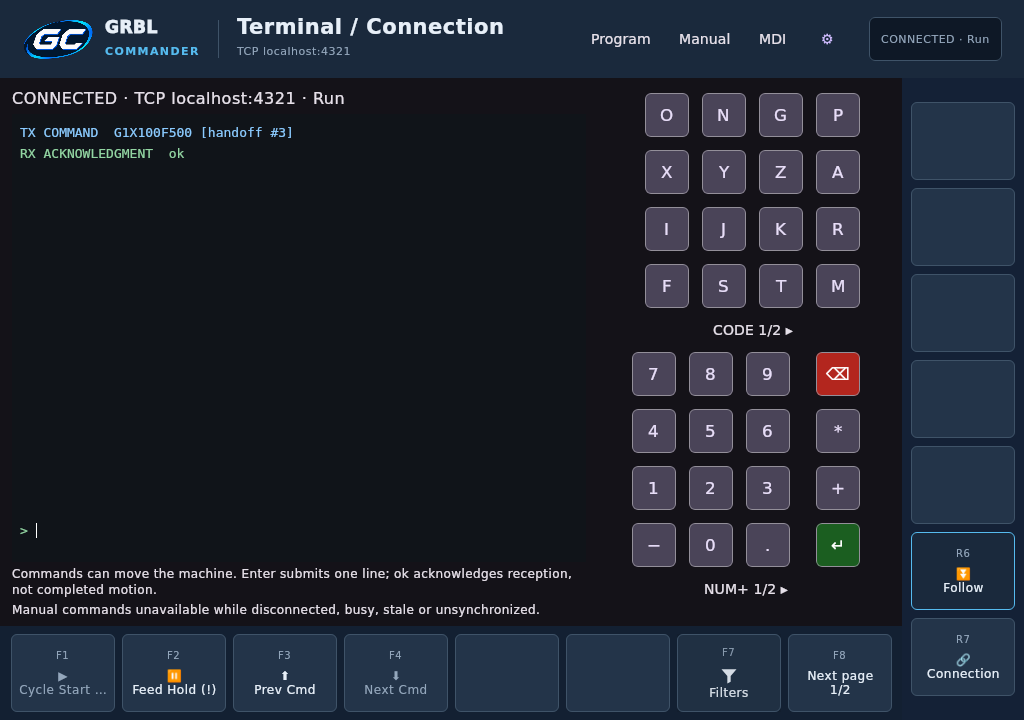 GC
GRBL
COMMANDER
Terminal / Connection
TCP localhost:4321
Program
Manual
MDI
CONNECTED · Run
CONNECTED · TCP localhost:4321 · Run
TX COMMAND  G1X100F500 [handoff #3]
RX ACKNOWLEDGMENT  ok
>
Commands can move the machine. Enter submits one line; ok acknowledges reception,
not completed motion.
Manual commands unavailable while disconnected, busy, stale or unsynchronized.
O N G P
X Y Z A
I J K R
F S T M
CODE 1/2 ▸
7 8 9 ⌫
4 5 6 *
1 2 3 +
− 0 . ↵
NUM+ 1/2 ▸
R6
Follow
R7
Connection
F1
Cycle Start ...
F2
Feed Hold (!)
F3
Prev Cmd
F4
Next Cmd
F7
Filters
F8
Next page
1/2